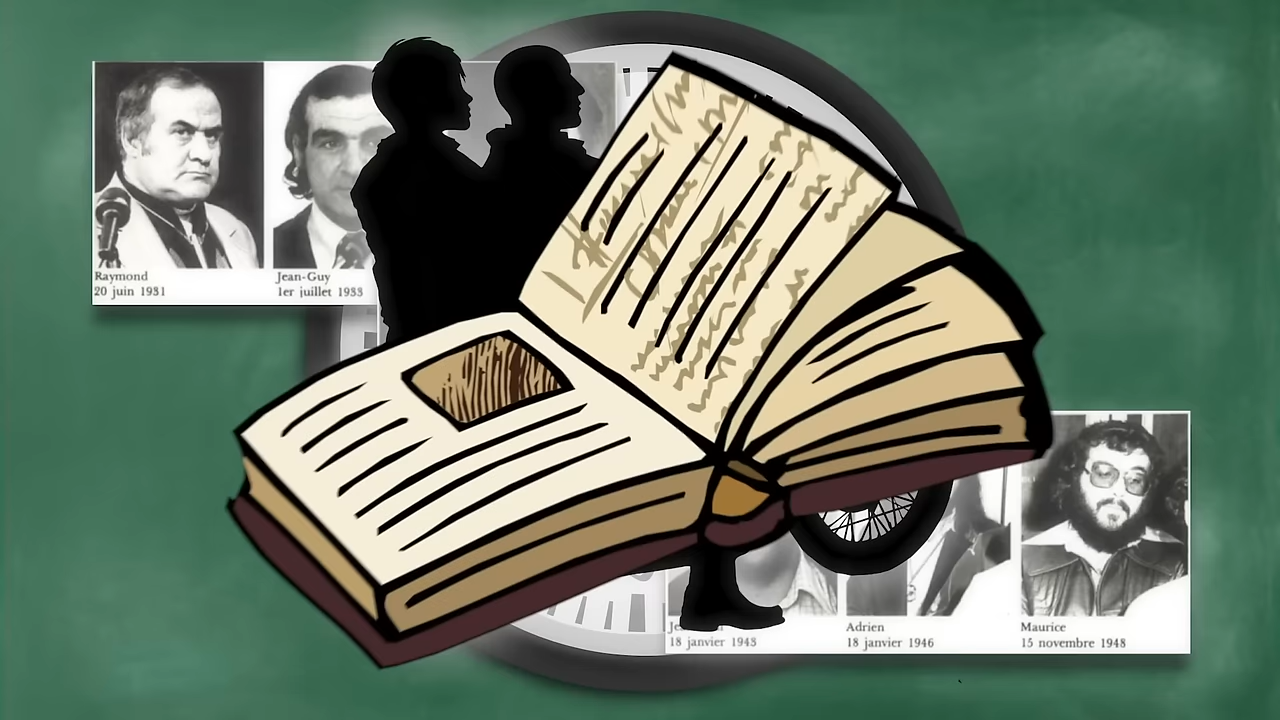 Raymond
20 juin 1931
Jean-Guy
1er juillet 1933
18 janvier 1943
Adrien
18 janvier 1946
Maurice
15 novembre 1948